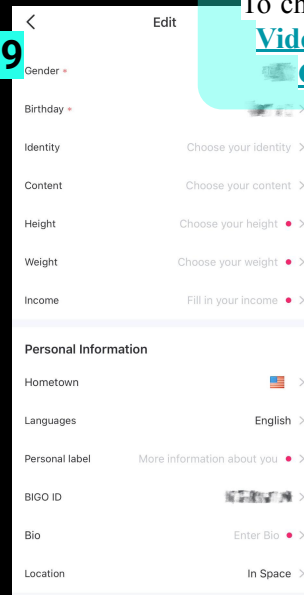 To ch
Edit
Vide
9
Gender *
Birthday *
Identity Choose your identity
Content Choose your content
Height Choose your height
Weight Choose your weight
Income Fill in your income
Personal Information
Hometown
Languages English
Personal label More information about you
BIGO ID
Bio Enter Bio
Location In Space